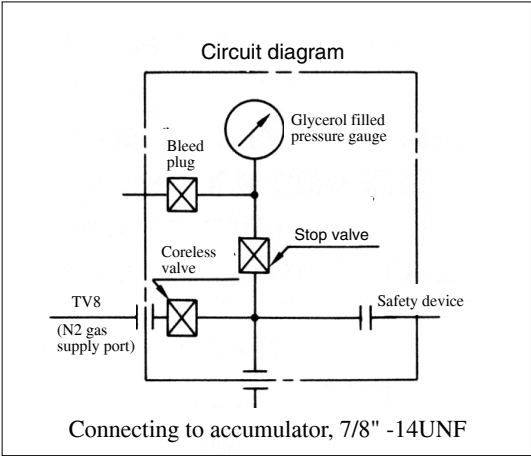 Circuit diagram
Glycerol filled
pressure gauge
Bleed
plug
Stop valve
Coreless
valve
TV8
(N2 gas
supply port)
Safety device
Connecting to accumulator, 7/8" -14UNF